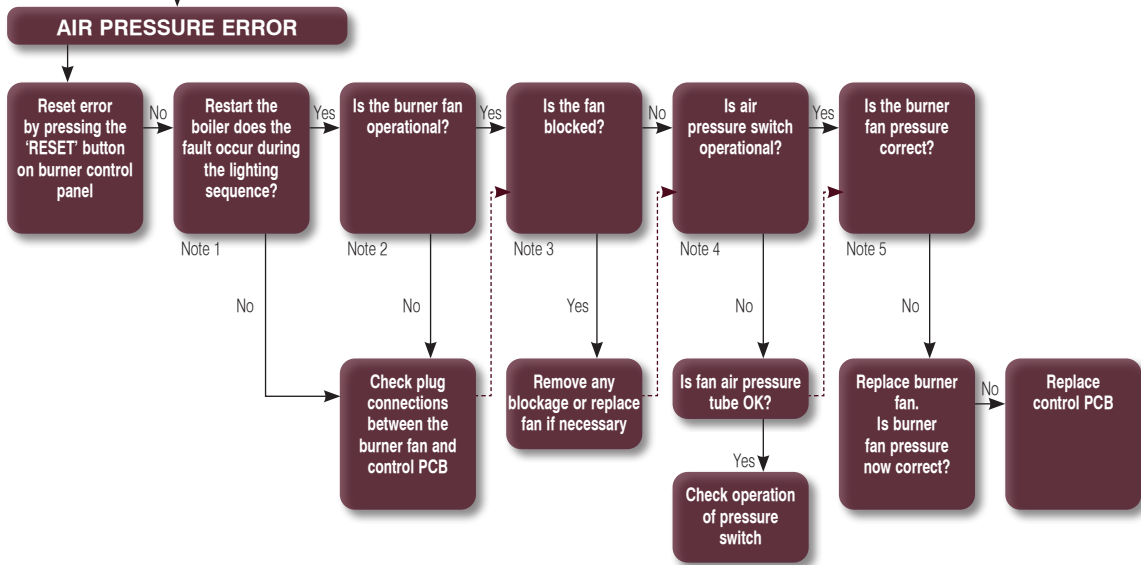 AIR PRESSURE ERROR
Reset error
by pressing the
'RESET' button
on burner control
panel
No
Restart the
boiler does the
fault occur during
the lighting
sequence?
Yes
Is the burner fan
operational?
Yes
Is the fan
blocked?
No
Is air
pressure switch
operational?
Yes
Is the burner
fan pressure
correct?
Note 1
Note 2
Note 3
Note 4
Note 5
No
No
Yes
No
No
Check plug
connections
between the
burner fan and
control PCB
Remove any
blockage or replace
fan if necessary
Is fan air pressure
tube OK?
Yes
Check operation
of pressure
switch
Replace burner
fan.
Is burner
fan pressure
now correct?
No
Replace
control PCB